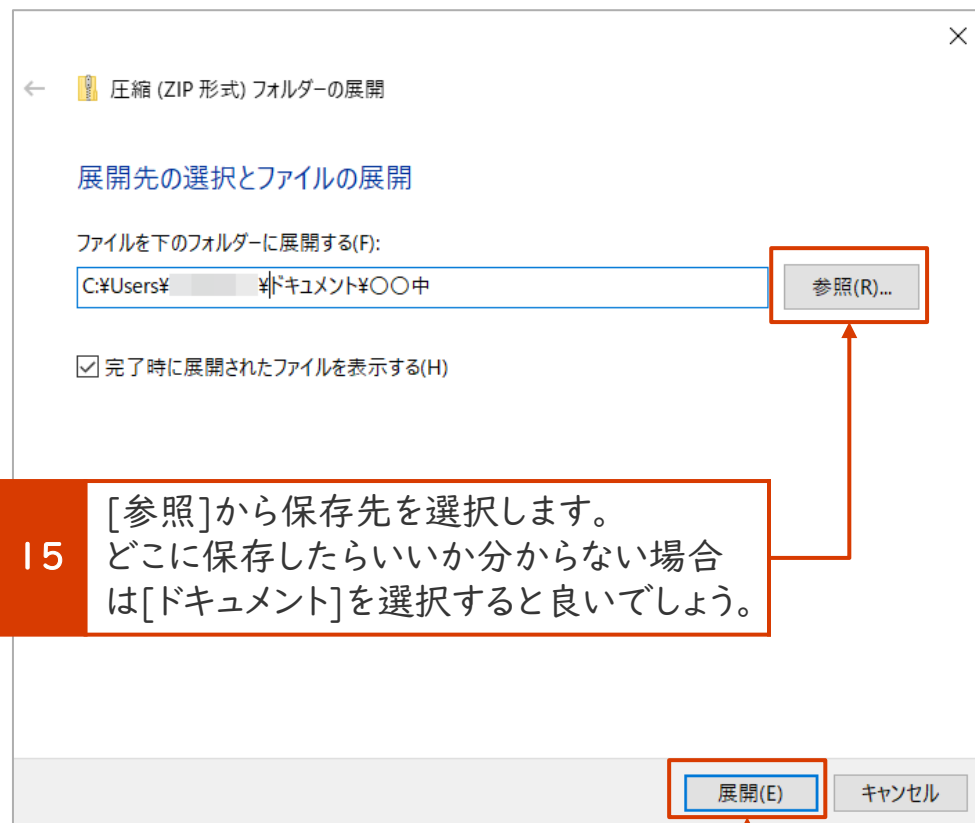 圧縮 (ZIP 形式) フォルダーの展開
展開先の選択とファイルの展開
ファイルを下のフォルダーに展開する(F):
C:¥Users¥ ¥ドキュメント¥〇〇中
参照(R)...
完了時に展開されたファイルを表示する(H)
15
[参照]から保存先を選択します。
どこに保存したらいいか分からない場合
は[ドキュメント]を選択すると良いでしょう。
展開(E)
キャンセル